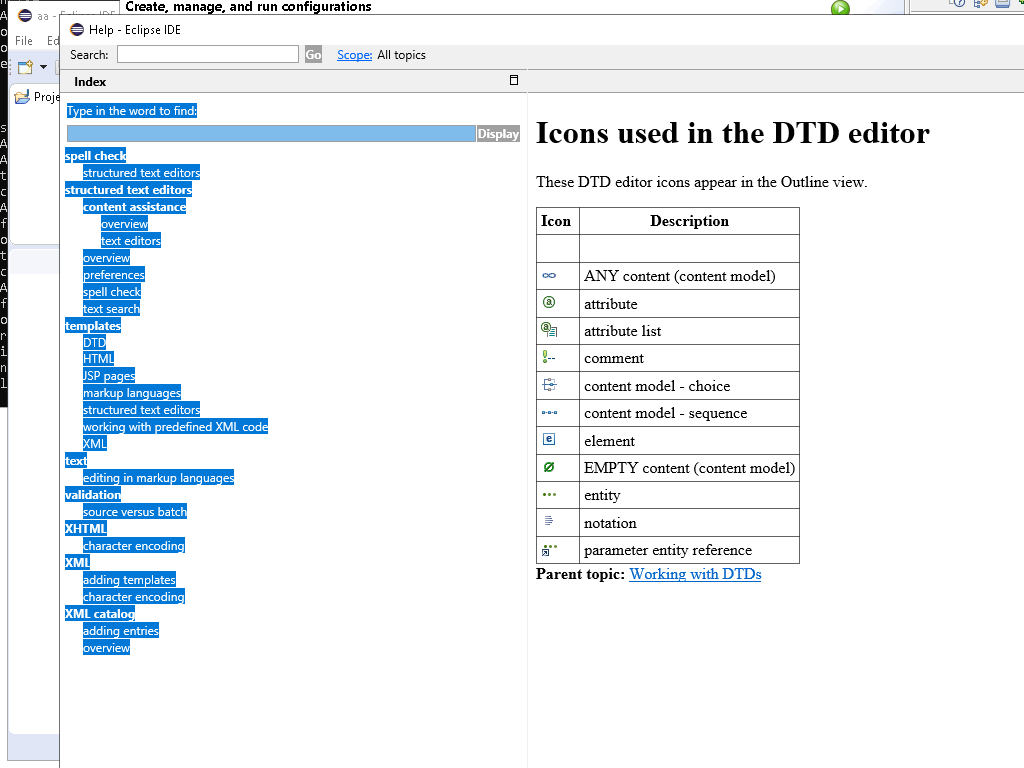 Create, manage, and run configurations
aa - Eclipse IDE
File
Help - Eclipse IDE
Search:
Go
Scope:
All topics
Index
Proje
Type in the word to find:
Display
spell check
structured text editors
structured text editors
content assistance
overview
text editors
overview
preferences
spell check
text search
templates
DTD
HTML
JSP pages
markup languages
structured text editors
working with predefined XML code
XML
text
editing in markup languages
validation
source versus batch
XHTML
character encoding
XML
adding templates
character encoding
XML catalog
adding entries
overview
Icons used in the DTD editor
These DTD editor icons appear in the Outline view.
Icon Description
ANY content (content model)
attribute
attribute list
comment
content model - choice
content model - sequence
element
EMPTY content (content model)
entity
notation
parameter entity reference
Parent topic: Working with DTDs